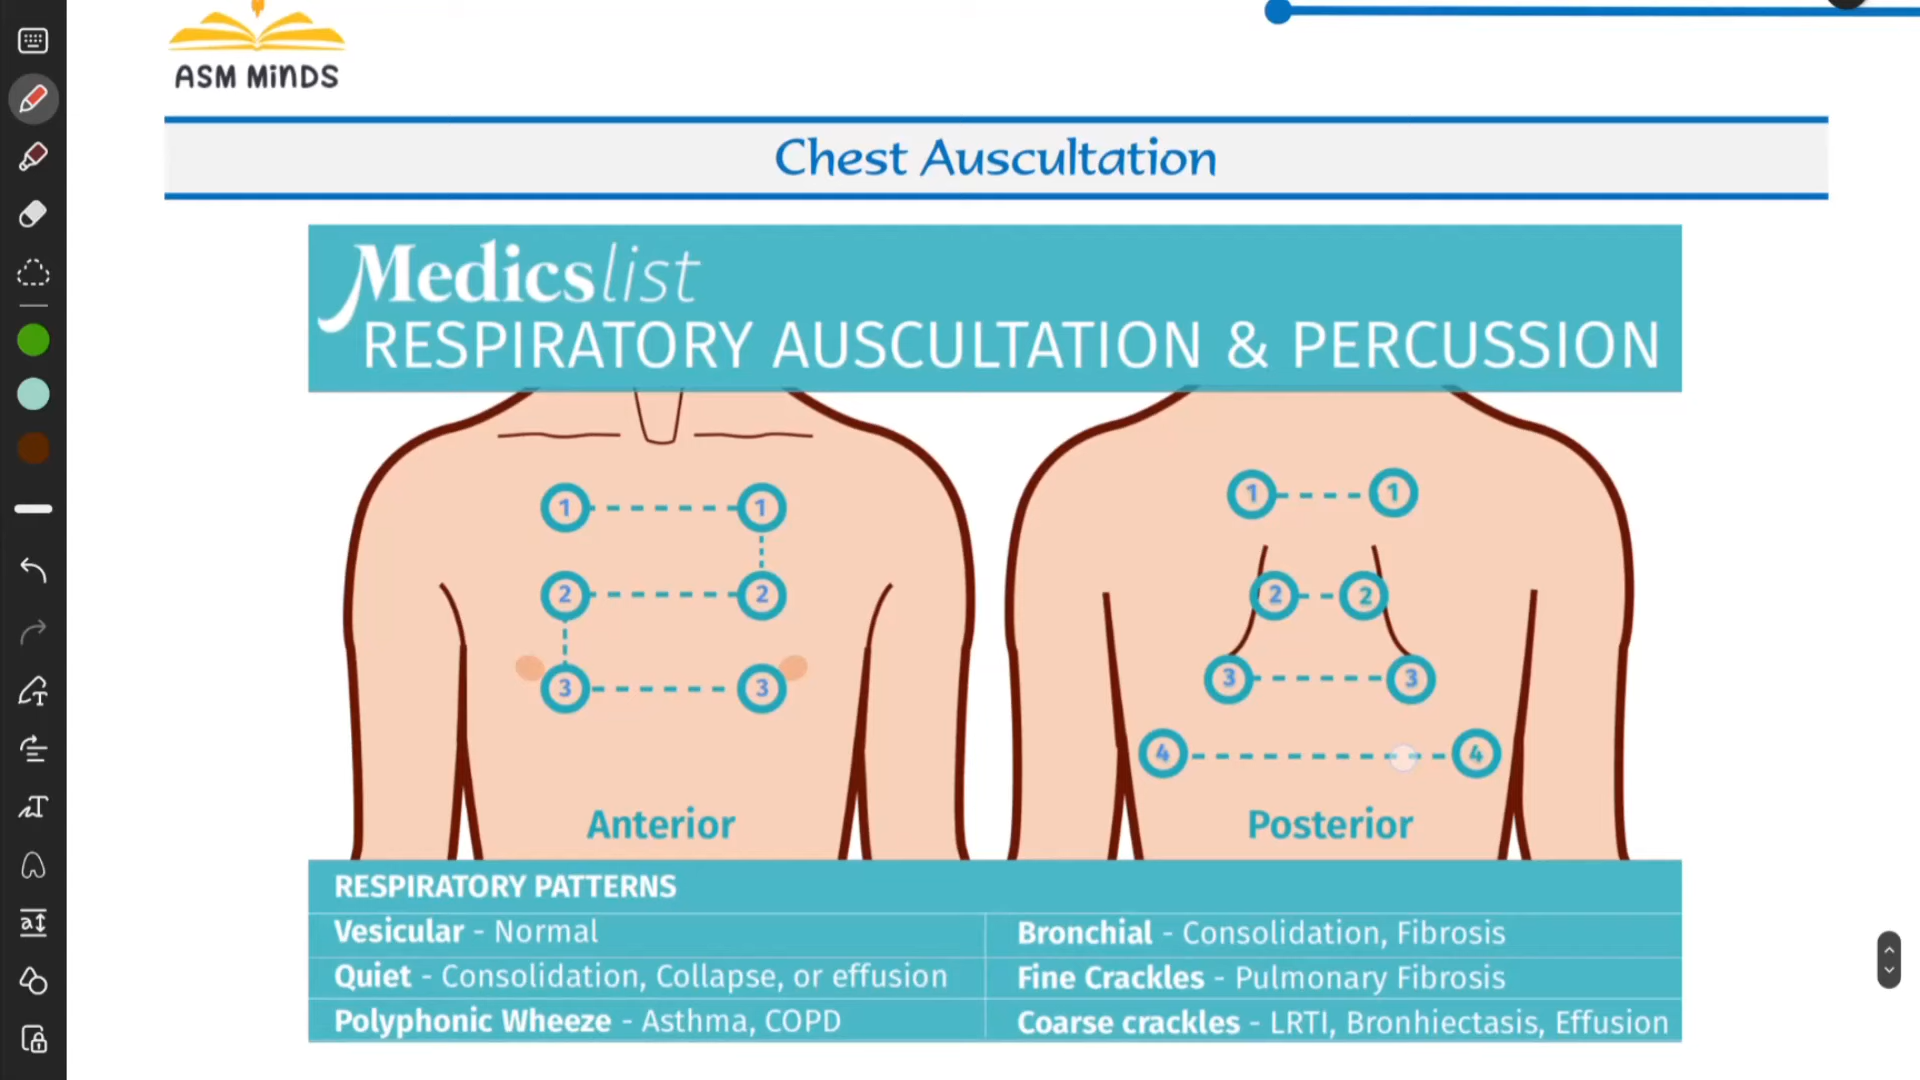 ASM MiNDS
Chest Auscultation
Medicslist
RESPIRATORY AUSCULTATION & PERCUSSION
1 1
2 2
3 3
Anterior
1 1
2 2
3 3
4 4
Posterior
RESPIRATORY PATTERNS
Vesicular - Normal
Quiet - Consolidation, Collapse, or effusion
Polyphonic Wheeze - Asthma, COPD
Bronchial - Consolidation, Fibrosis
Fine Crackles - Pulmonary Fibrosis
Coarse crackles - LRTI, Bronhiectasis, Effusion